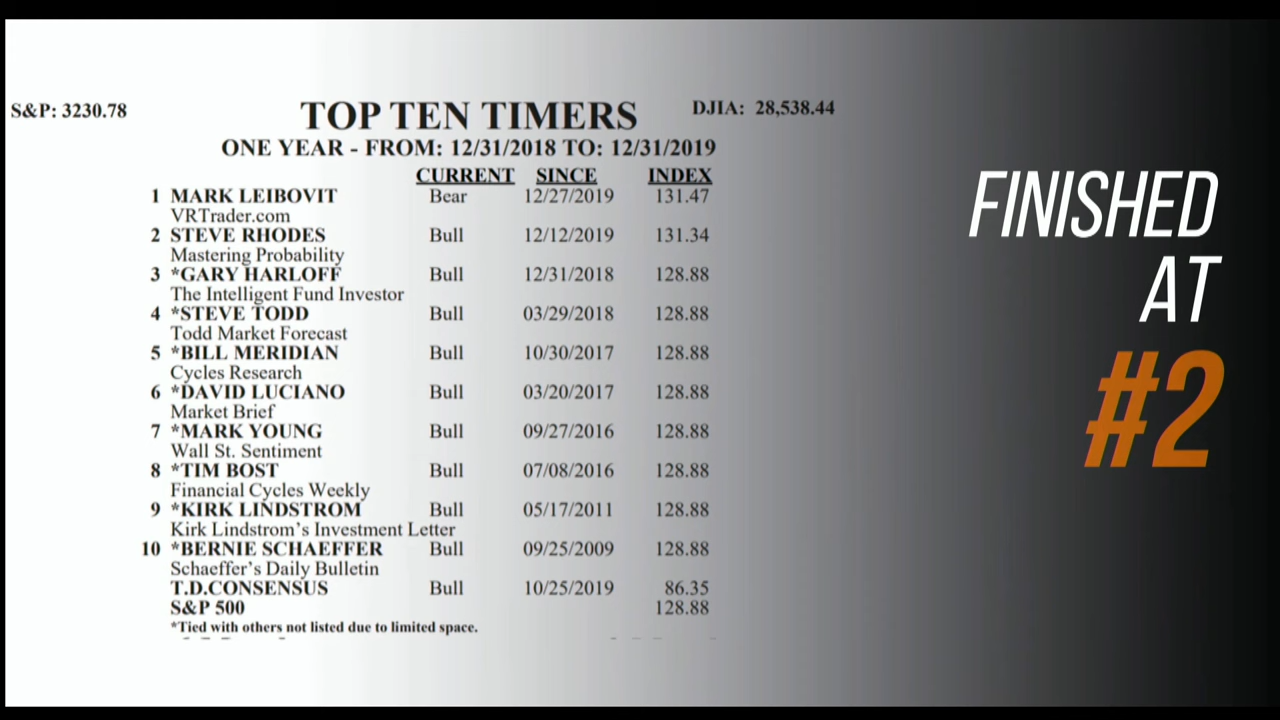 S&P: 3230.78
TOP TEN TIMERS
DJIA: 28,538.44
ONE YEAR - FROM: 12/31/2018 TO: 12/31/2019
CURRENT SINCE INDEX
1 MARK LEIBOVIT Bear 12/27/2019 131.47
VRTrader.com
2 STEVE RHODES Bull 12/12/2019 131.34
Mastering Probability
3 *GARY HARLOFF Bull 12/31/2018 128.88
The Intelligent Fund Investor
4 *STEVE TODD Bull 03/29/2018 128.88
Todd Market Forecast
5 *BILL MERIDIAN Bull 10/30/2017 128.88
Cycles Research
6 *DAVID LUCIANO Bull 03/20/2017 128.88
Market Brief
7 *MARK YOUNG Bull 09/27/2016 128.88
Wall St. Sentiment
8 *TIM BOST Bull 07/08/2016 128.88
Financial Cycles Weekly
9 *KIRK LINDSTROM Bull 05/17/2011 128.88
Kirk Lindstrom's Investment Letter
10 *BERNIE SCHAEFFER Bull 09/25/2009 128.88
Schaeffer's Daily Bulletin
T.D.CONSENSUS Bull 10/25/2019 86.35
S&P 500 128.88
*Tied with others not listed due to limited space.
FINISHED
AT
#2